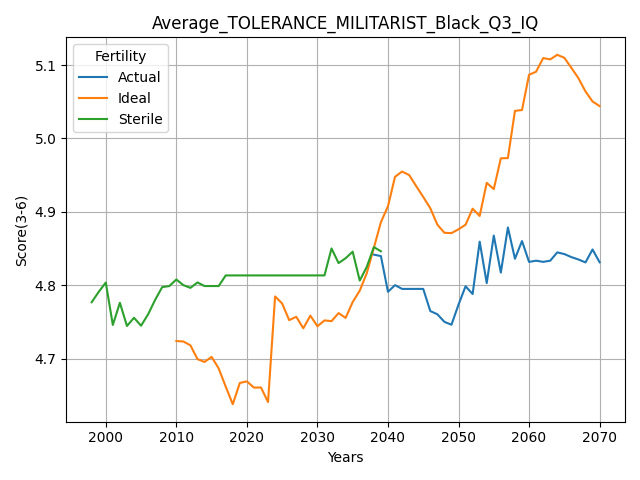 Average_TOLERANCE_MILITARIST_Black_Q3_IQ
Fertility
Actual
Ideal
Sterile
Score(3-6)
5.1
5.0
4.9
4.8
4.7
2000 2010 2020 2030 2040 2050 2060 2070
Years